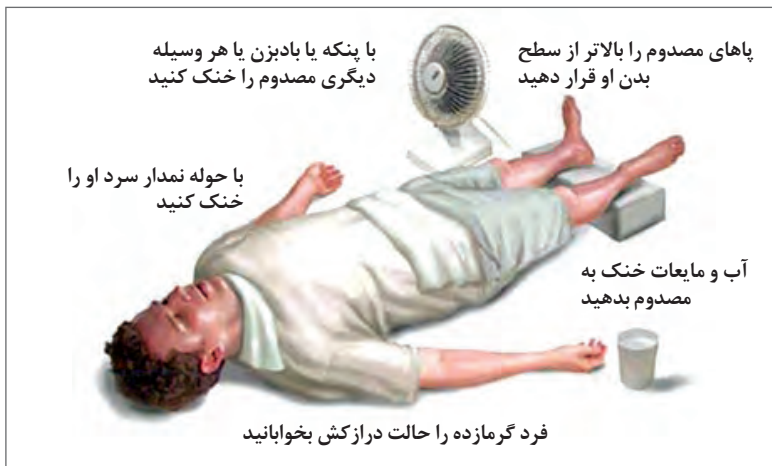 پاهای مصدوم را بالاتر از سطح
بدن او قرار دهید
با پنکه یا بادبزن یا هر وسیله
دیگری مصدوم را خنک کنید
با حوله نمدار سرد او را
خنک کنید
آب و مایعات خنک به
مصدوم بدهید
فرد گرمازده را حالت درازکش بخوابانید